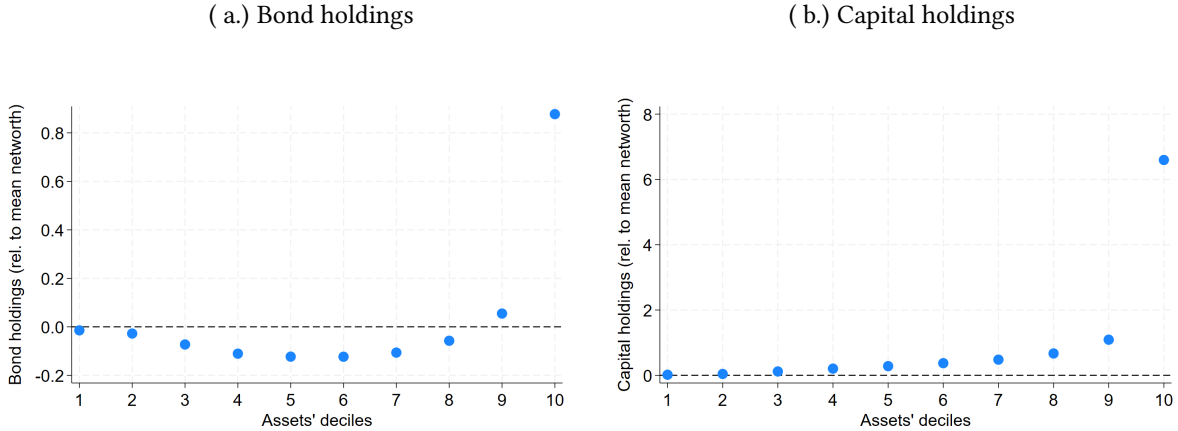 ( a.) Bond holdings
( b.) Capital holdings
Bond holdings (rel. to mean networth)
0.8
0.6
0.4
0.2
0.0
-0.2
1 2 3 4 5 6 7 8 9 10
Assets' deciles
Capital holdings (rel. to mean networth)
8
6
4
2
0
1 2 3 4 5 6 7 8 9 10
Assets' deciles